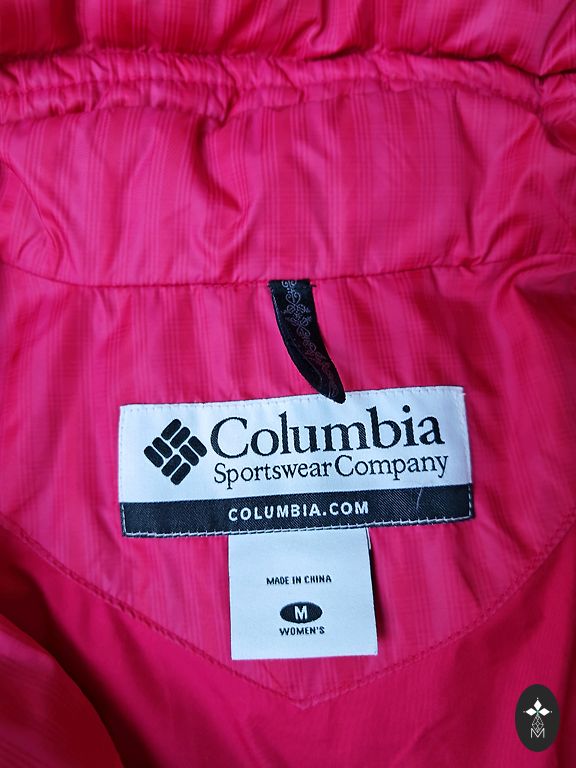 Columbia
Sportswear Company
COLUMBIA.COM
MADE IN CHINA
M
WOMEN'S
M